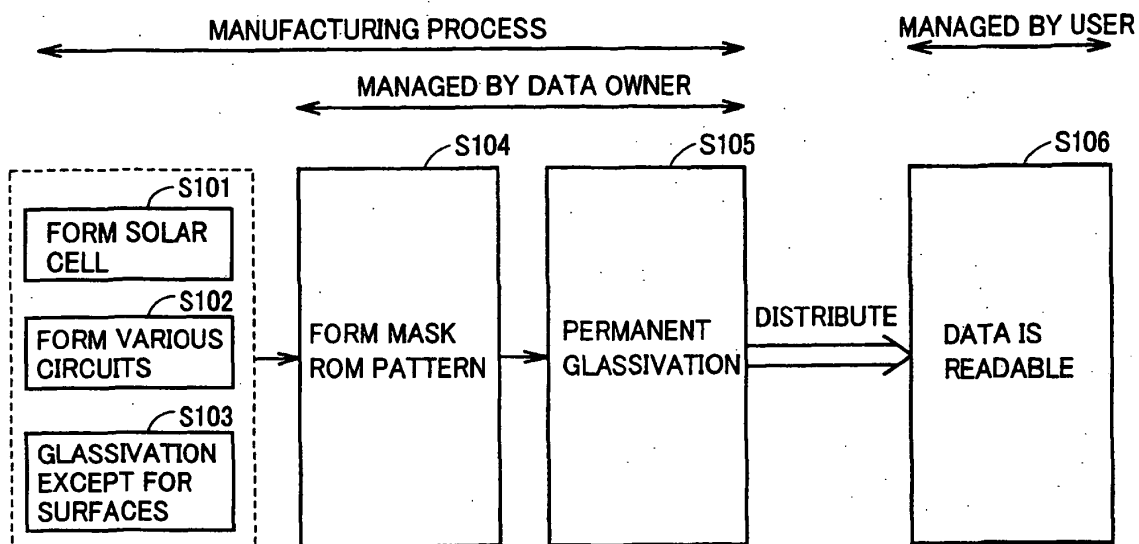 MANUFACTURING PROCESS
MANAGED BY USER
MANAGED BY DATA OWNER
S101
FORM SOLAR
CELL
S102
FORM VARIOUS
CIRCUITS
S103
GLASSIVATION
EXCEPT FOR
SURFACES
S104
FORM MASK
ROM PATTERN
S105
PERMANENT
GLASSIVATION
DISTRIBUTE
S106
DATA IS
READABLE